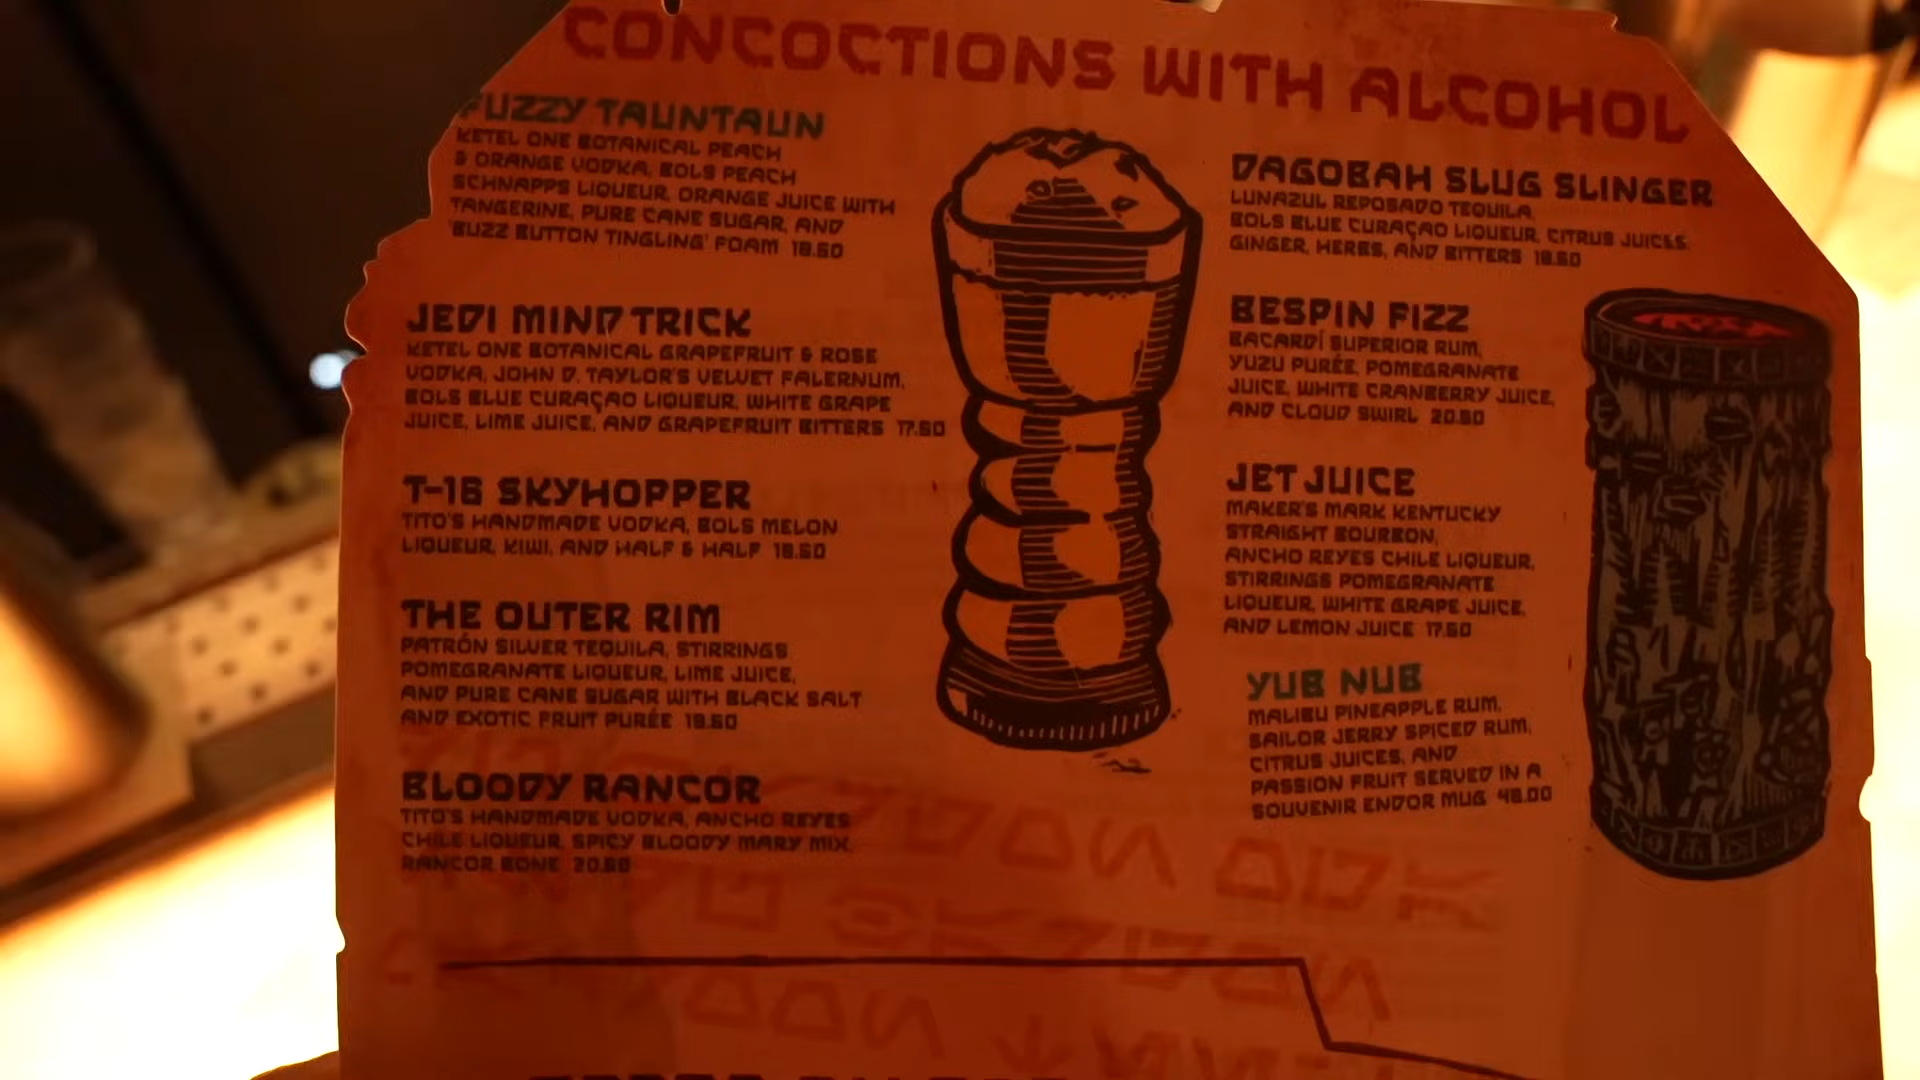 CONCOCTIONS WITH ALCOHOL
FUZZY TAUNTAUN
KETEL ONE BOTANICAL PEACH
& ORANGE VODKA, BOLS PEACH
SCHNAPPS LIQUEUR, ORANGE JUICE WITH
TANGERINE, PURE CANE SUGAR, AND
'BUZZ BUTTON TINGLING' FOAM 18.50
JEDI MIND TRICK
KETEL ONE BOTANICAL GRAPEFRUIT & ROSE
VODKA, JOHN D. TAYLOR'S VELVET FALERNUM,
BOLS BLUE CURAÇAO LIQUEUR, WHITE GRAPE
JUICE, LIME JUICE, AND GRAPEFRUIT BITTERS 17.50
T-16 SKYHOPPER
TITO'S HANDMADE VODKA, BOLS MELON
LIQUEUR, KIWI, AND HALF & HALF 18.50
THE OUTER RIM
PATRÓN SILVER TEQUILA, STIRRINGS
POMEGRANATE LIQUEUR, LIME JUICE,
AND PURE CANE SUGAR WITH BLACK SALT
AND EXOTIC FRUIT PURÉE 19.50
BLOODY RANCOR
TITO'S HANDMADE VODKA, ANCHO REYES
CHILE LIQUEUR, SPICY BLOODY MARY MIX,
RANCOR BONE 20.50
DAGOBAH SLUG SLINGER
LUNAZUL REPOSADO TEQUILA,
BOLS BLUE CURAÇAO LIQUEUR, CITRUS JUICES,
GINGER, HERBS, AND BITTERS 18.50
BESPIN FIZZ
BACARDÍ SUPERIOR RUM,
YUZU PURÉE, POMEGRANATE
JUICE, WHITE CRANBERRY JUICE,
AND CLOUD SWIRL 20.50
JET JUICE
MAKER'S MARK KENTUCKY
STRAIGHT BOURBON,
ANCHO REYES CHILE LIQUEUR,
STIRRINGS POMEGRANATE
LIQUEUR, WHITE GRAPE JUICE,
AND LEMON JUICE 17.50
YUB NUB
MALIBU PINEAPPLE RUM,
SAILOR JERRY SPICED RUM,
CITRUS JUICES, AND
PASSION FRUIT SERVED IN A
SOUVENIR ENDOR MUG 48.00